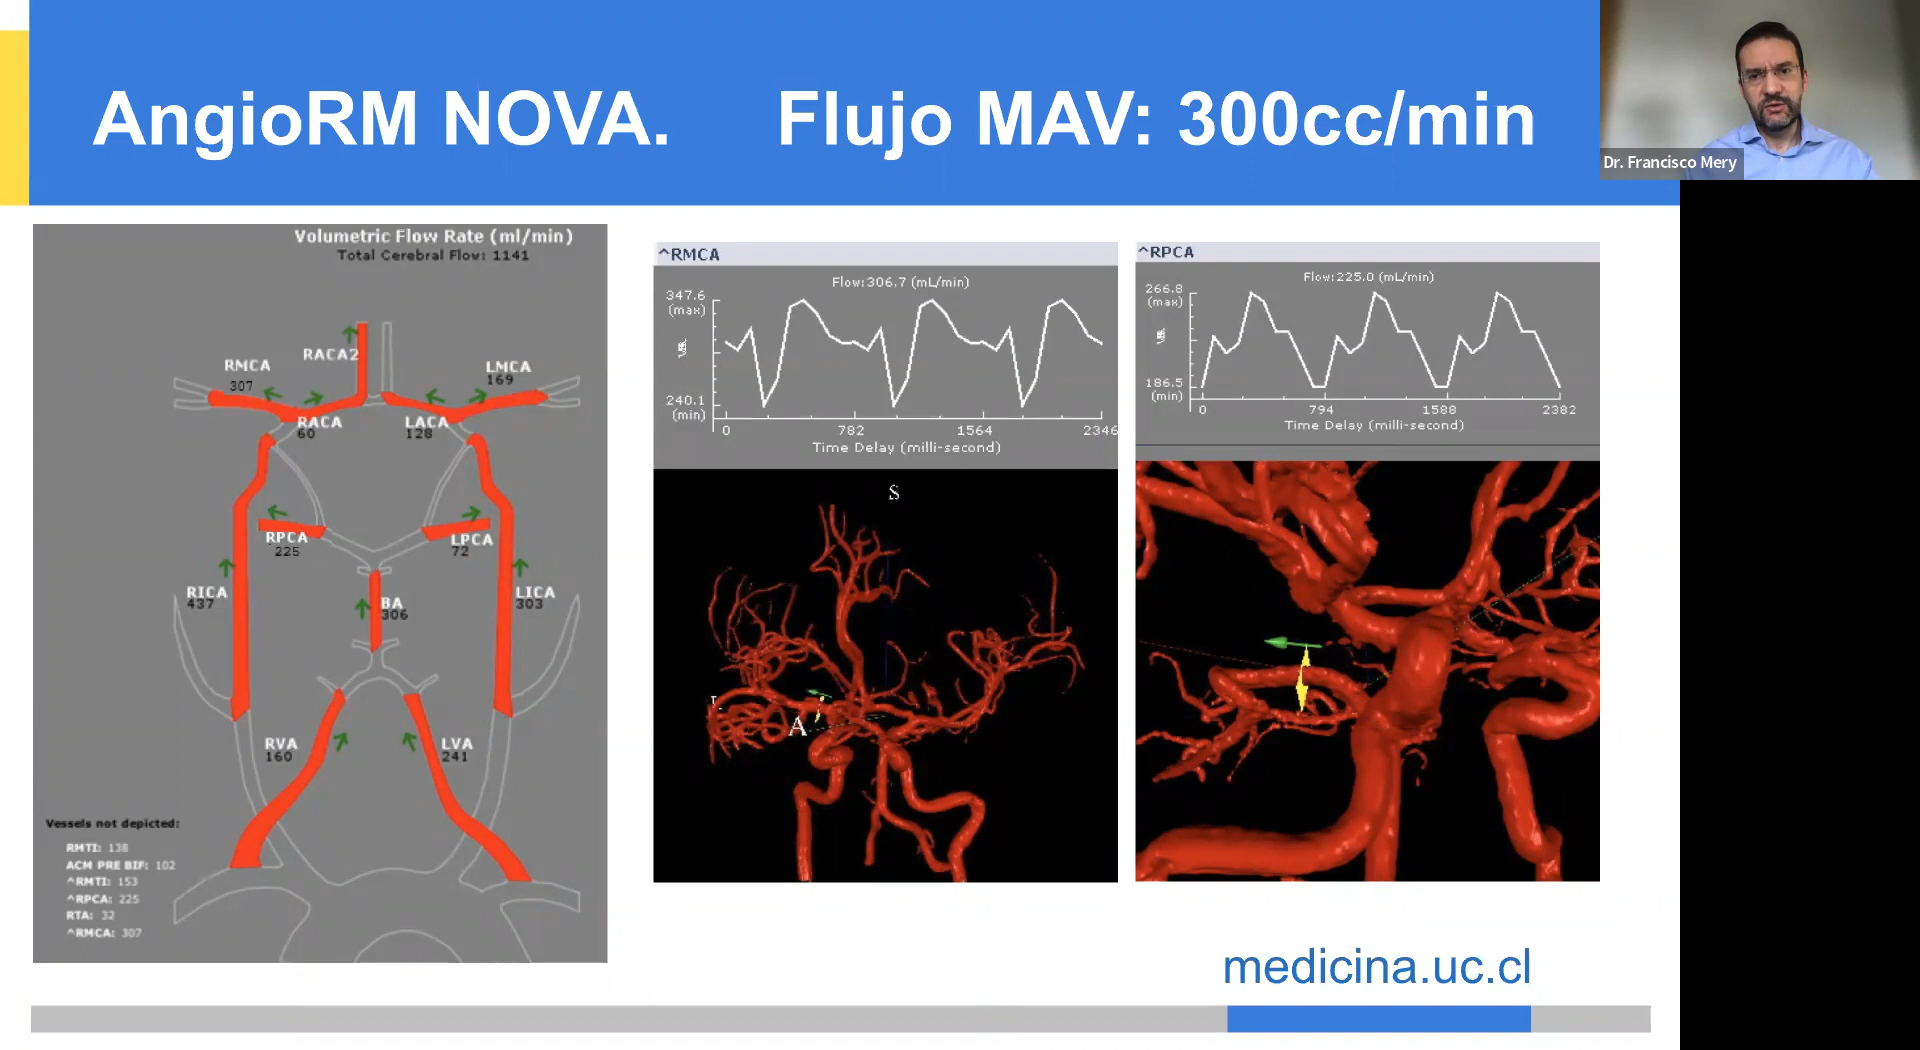 AngioRM NOVA. Flujo MAV: 300cc/min
Dr. Francisco Mery
Volumetric Flow Rate (ml/min)
Total Cerebral Flow: 1141
RACA2
RMCA
307
LMCA
169
RACA
60
LACA
128
RPCA
225
LPCA
72
RICA
437
LICA
303
BA
306
RVA
160
LVA
241
Vessels not depicted:
RMTI: 138
ACM PRE BIF: 102
^RMTI: 153
^RPCA: 225
RTA: 32
^RMCA: 307
^RMCA
Flow:306.7 (mL/min)
347.6
(max)
240.1
(min)
0 782 1564 2346
Time Delay (milli-second)
S
A
^RPCA
Flow:225.0 (mL/min)
266.8
(max)
186.5
(min)
0 794 1588 2382
Time Delay (milli-second)
medicina.uc.cl